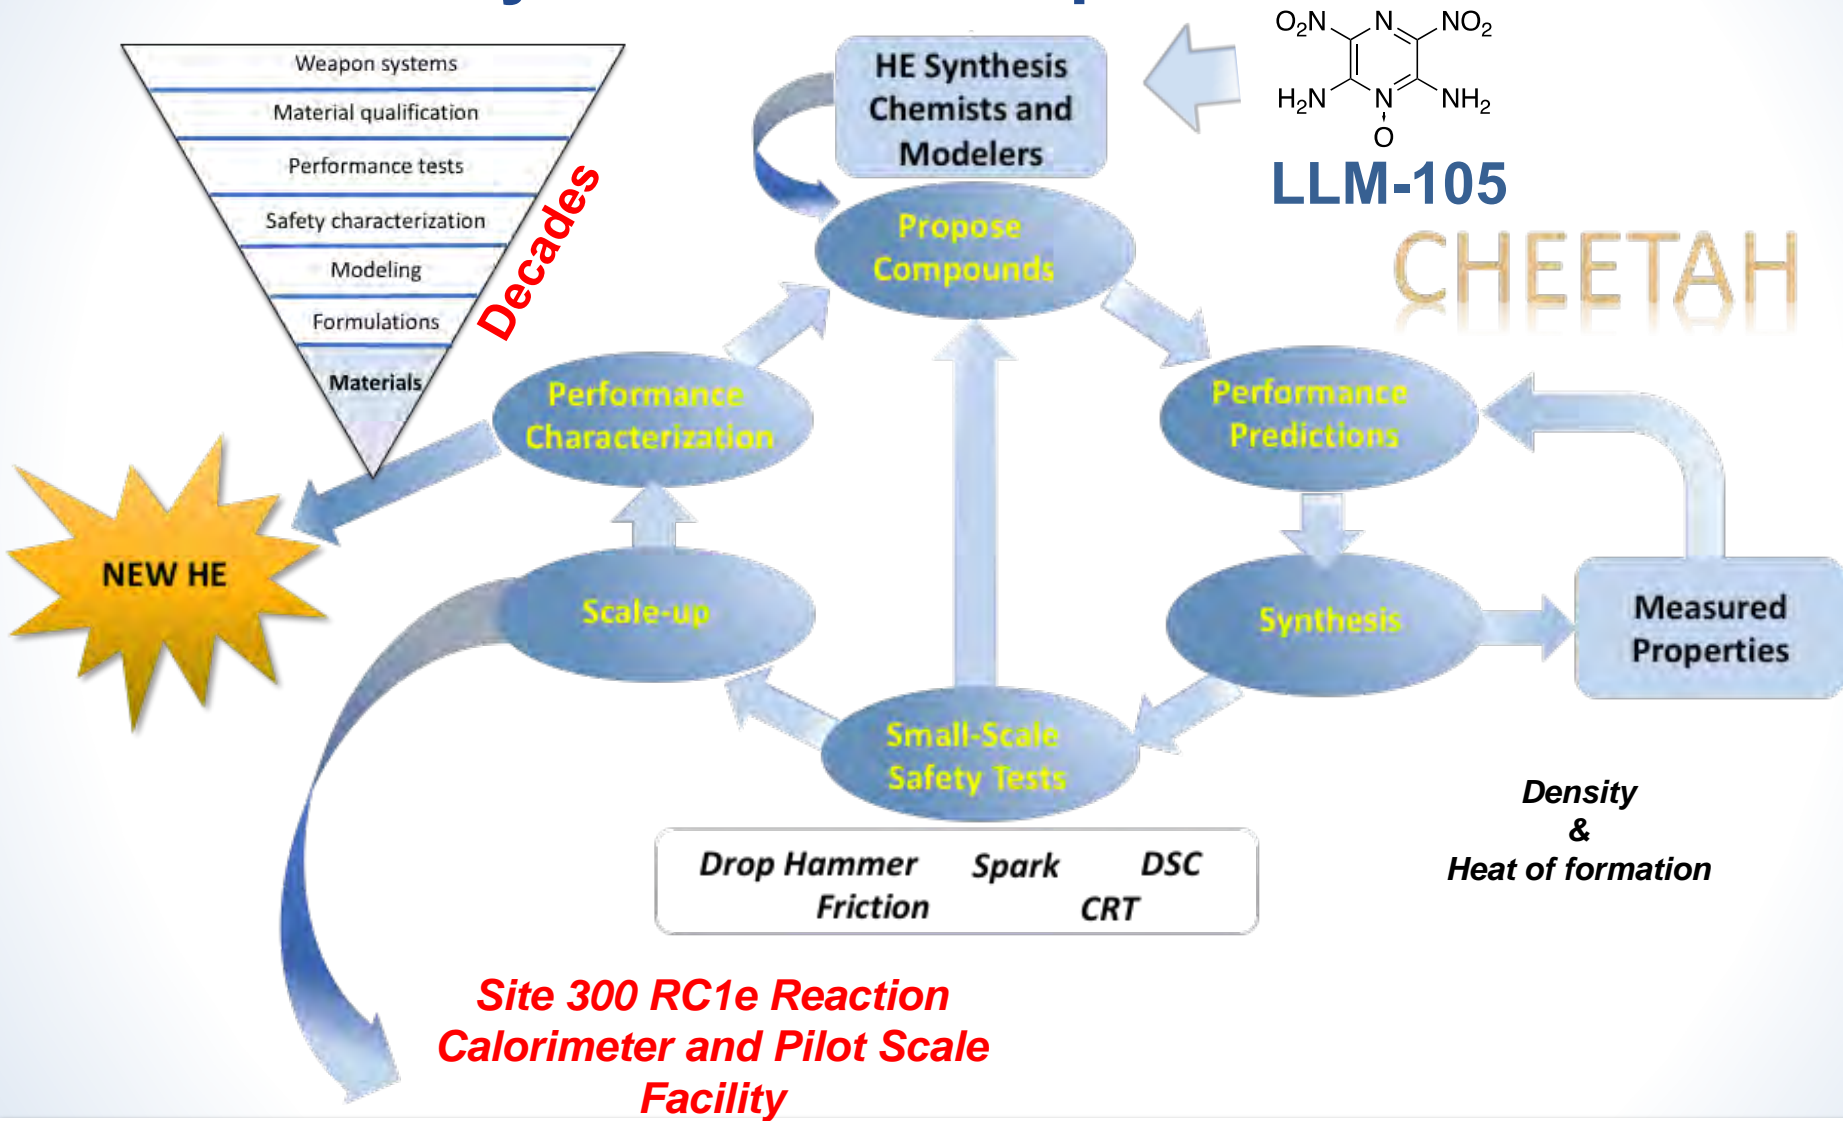 Weapon systems
Material qualification
Performance tests
Safety characterization
Modeling
Formulations
Materials
Decades
HE Synthesis
Chemists and
Modelers
O₂N N NO₂
H₂N N NH₂
O
LLM-105
CHEETAH
Propose
Compounds
Performance
Characterization
Performance
Predictions
NEW HE
Scale-up
Synthesis
Measured
Properties
Small-Scale
Safety Tests
Density
&
Heat of formation
Drop Hammer Spark DSC
Friction CRT
Site 300 RC1e Reaction
Calorimeter and Pilot Scale
Facility